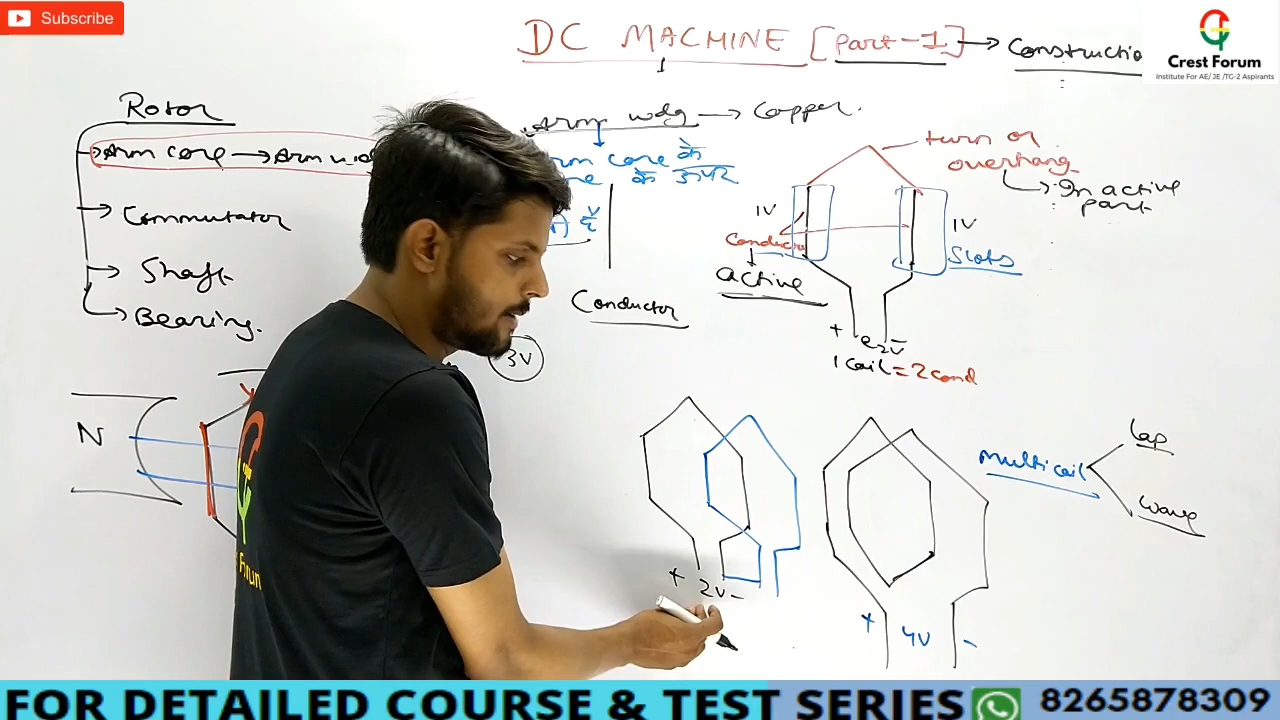 Subscribe
DC MACHINE [part-1] → Constructio
Crest Forum
Institute For AE/ JE /TG-2 Aspirants
Rotor
Arm core → Arm wdg
Commutator
Shaft
Bearing.
N
Arm wdg → Copper.
Arm core के
के ऊपर
है
Conductor
3V
turn or
overhang
In active
part
1V
1V
Conductor
Slots
active
+ e2V -
1 coil = 2 cond
multi coil
Lap
Wave
+ 2V -
+ 4V -
Forum
FOR DETAILED COURSE & TEST SERIES 8265878309